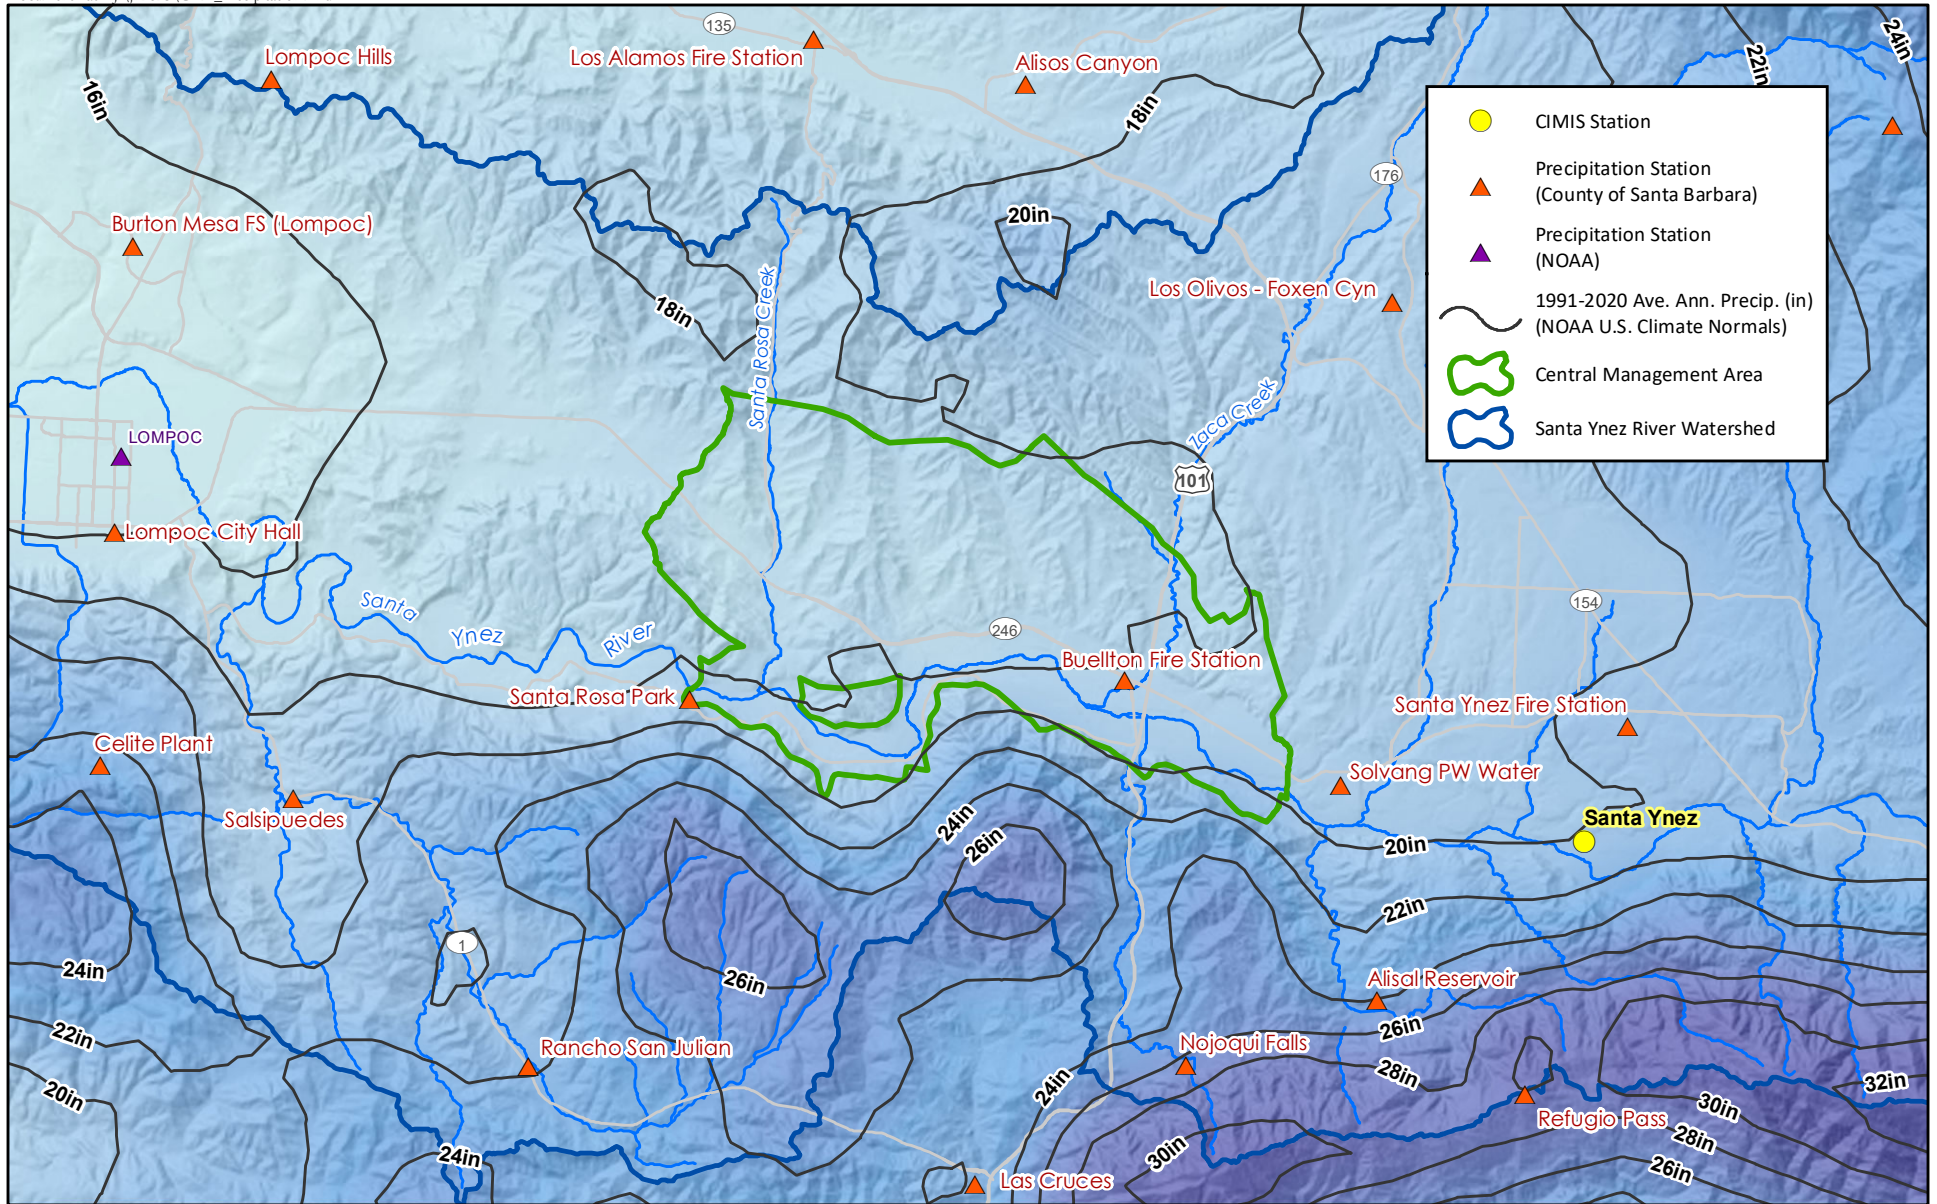 135
Lompoc Hills
Los Alamos Fire Station
Alisos Canyon
16in
18in
22in
24in
CIMIS Station
Precipitation Station
(County of Santa Barbara)
Precipitation Station
(NOAA)
1991-2020 Ave. Ann. Precip. (in)
(NOAA U.S. Climate Normals)
Central Management Area
Santa Ynez River Watershed
176
Burton Mesa FS (Lompoc)
20in
Los Olivos - Foxen Cyn
18in
Santa Rosa Creek
Zaca Creek
LOMPOC
101
Lompoc City Hall
Santa
Ynez
River
246
154
Buellton Fire Station
Santa Rosa Park
Santa Ynez Fire Station
Celite Plant
Solvang PW Water
Salsipuedes
Santa Ynez
24in
26in
20in
22in
1
24in
26in
Alisal Reservoir
26in
22in
Rancho San Julian
Nojoqui Falls
28in
20in
24in
32in
30in
Refugio Pass
28in
30in
24in
26in
Las Cruces